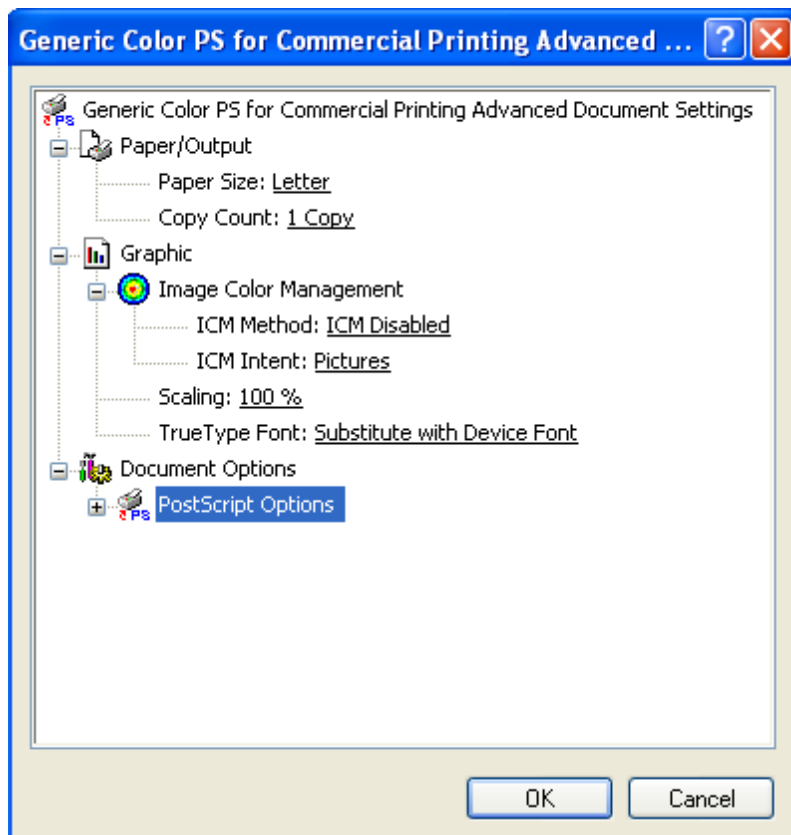 Generic Color PS for Commercial Printing Advanced ...
Generic Color PS for Commercial Printing Advanced Document Settings
Paper/Output
Paper Size: Letter
Copy Count: 1 Copy
Graphic
Image Color Management
ICM Method: ICM Disabled
ICM Intent: Pictures
Scaling: 100 %
TrueType Font: Substitute with Device Font
Document Options
PS PostScript Options
OK Cancel